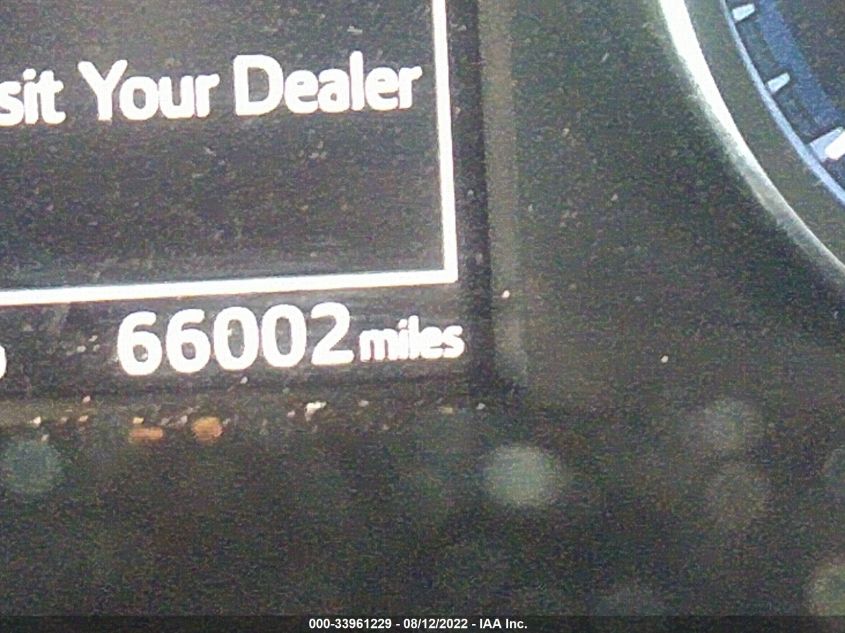 sit Your Dealer
66002 miles
000-33961229 - 08/12/2022 - IAA Inc.